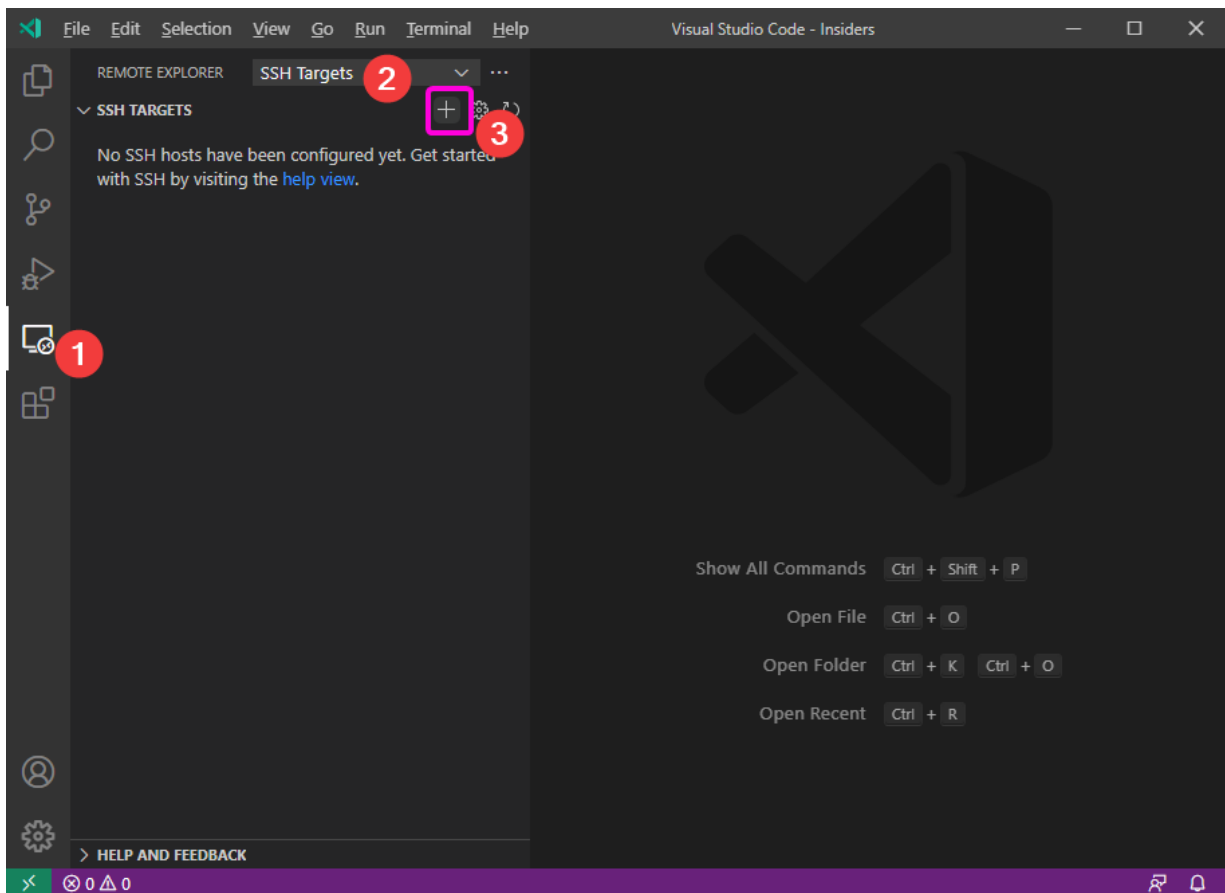 File Edit Selection View Go Run Terminal Help Visual Studio Code - Insiders
REMOTE EXPLORER SSH Targets 2
SSH TARGETS
3
No SSH hosts have been configured yet. Get started
with SSH by visiting the help view.
1
Show All Commands Ctrl + Shift + P
Open File Ctrl + O
Open Folder Ctrl + K Ctrl + O
Open Recent Ctrl + R
HELP AND FEEDBACK
0 0